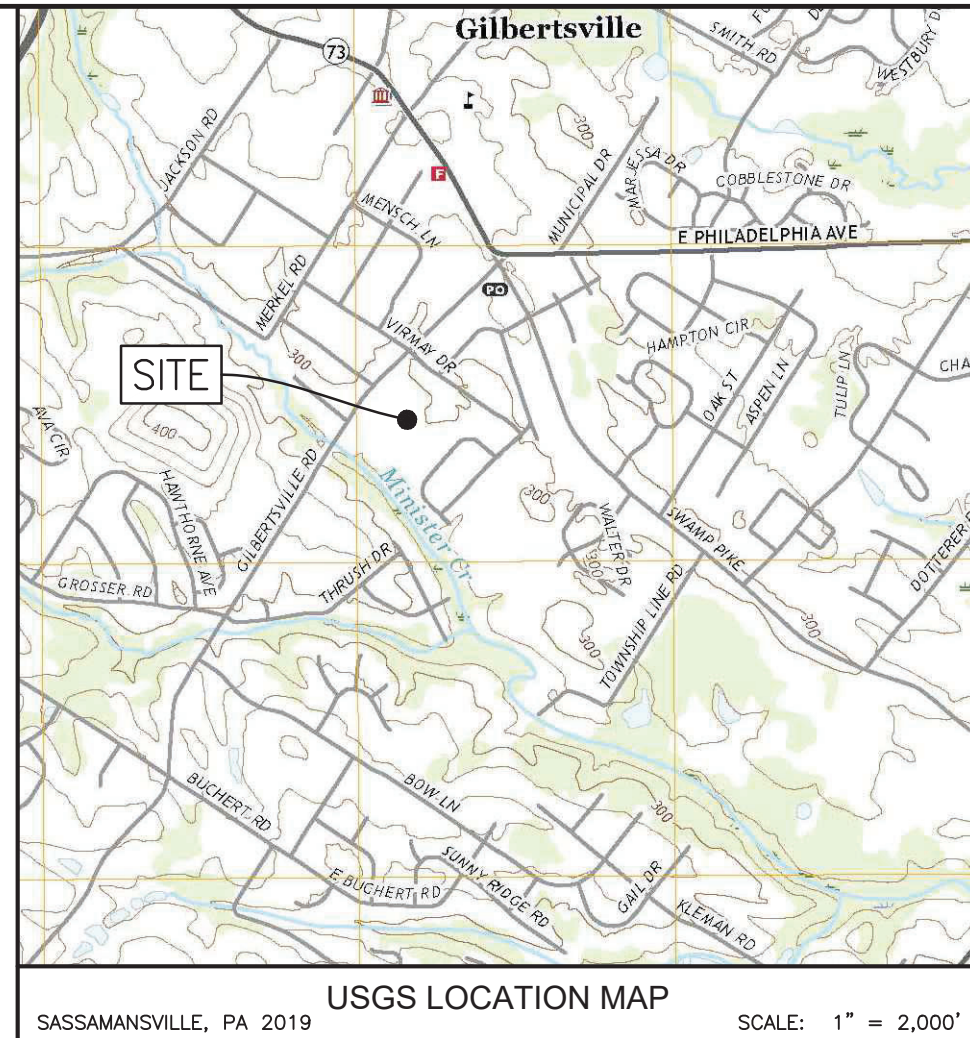 Gilbertsville
SMITH RD
WESTBURY
73
JACKSON RD
MUNICIPAL DR
MARJESSA DR
COBBLESTONE DR
F
MENSCH LN
E PHILADELPHIA AVE
MERKEL RD
PO
VIRMAY DR
HAMPTON CIR
300
SITE
OAK ST
ASPEN LN
TULIP LN
CHA
400
AVA CIR
HAWTHORNE AVE
GILBERTSVILLE RD
Minister Cr
300
300
WALTER DR
SWAMP PIKE
300
DOTTERER
GROSSER RD
THRUSH DR
TOWNSHIP LINE RD
300
300
BUCHERT RD
BOW LN
300
E BUCHERT RD
SUNNY RIDGE RD
GAIL DR
KLEMAN RD
USGS LOCATION MAP
SASSAMANSVILLE, PA 2019
SCALE: 1" = 2,000'